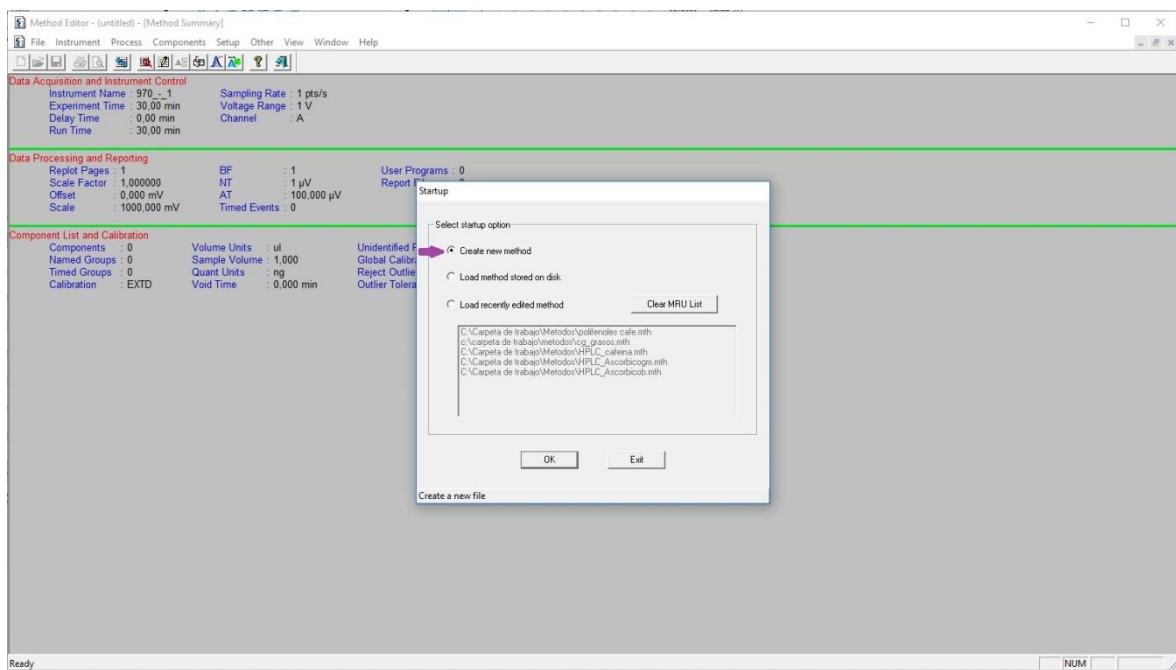 Method Editor - (untitled) - [Method Summary]
File Instrument Process Components Setup Other View Window Help
Data Acquisition and Instrument Control
Instrument Name : 970_-_1 Sampling Rate : 1 pts/s
Experiment Time : 30,00 min Voltage Range : 1 V
Delay Time : 0,00 min Channel : A
Run Time : 30,00 min
Data Processing and Reporting
Replot Pages : 1 BF : 1 User Programs : 0
Scale Factor : 1,000000 NT : 1 µV Report
Offset : 0,000 mV AT : 100,000 µV
Scale : 1000,000 mV Timed Events : 0
Component List and Calibration
Components : 0 Volume Units : ul Unidentified
Named Groups : 0 Sample Volume : 1,000 Global Calibr
Timed Groups : 0 Quant Units : ng Reject Outlie
Calibration : EXTD Void Time : 0,000 min Outlier Tolera
Startup
Select startup option
Create new method
Load method stored on disk
Load recently edited method Clear MRU List
C:\Carpeta de trabajo\Metodos\polifenoles cafe.mth
c:\carpeta de trabajo\metodos\cg_grasos.mth
C:\Carpeta de trabajo\Metodos\HPLC_cafeina.mth
C:\Carpeta de trabajo\Metodos\HPLC_Ascorbicogm.mth
C:\Carpeta de trabajo\Metodos\HPLC_Ascorbicob.mth
OK Exit
Create a new file
Ready NUM